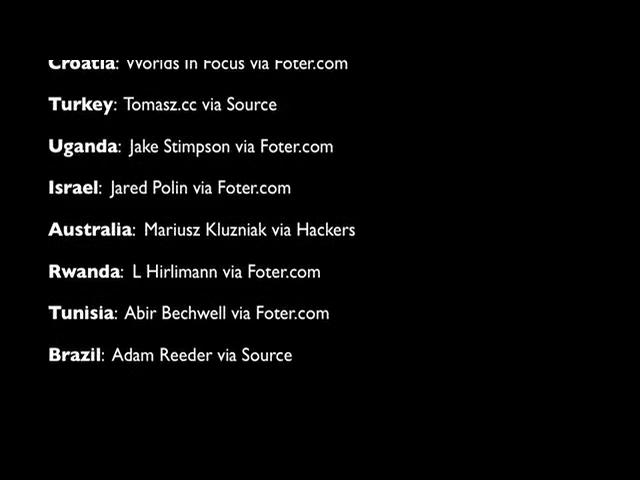 Croatia: Worlds In Focus via Foter.com
Turkey: Tomasz.cc via Source
Uganda: Jake Stimpson via Foter.com
Israel: Jared Polin via Foter.com
Australia: Mariusz Kluzniak via Hackers
Rwanda: L Hirlimann via Foter.com
Tunisia: Abir Bechwell via Foter.com
Brazil: Adam Reeder via Source